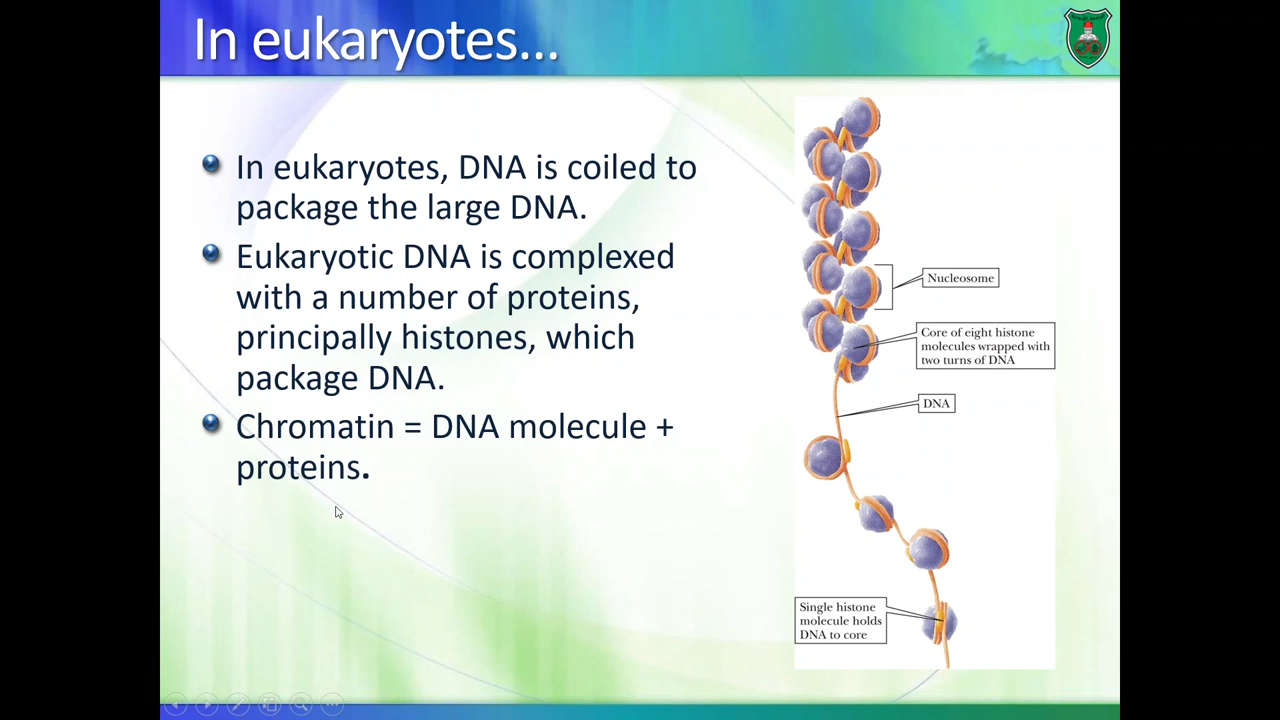 In eukaryotes...
In eukaryotes, DNA is coiled to
package the large DNA.
Eukaryotic DNA is complexed
with a number of proteins,
principally histones, which
package DNA.
Chromatin = DNA molecule +
proteins.
Nucleosome
Core of eight histone
molecules wrapped with
two turns of DNA
DNA
Single histone
molecule holds
DNA to core